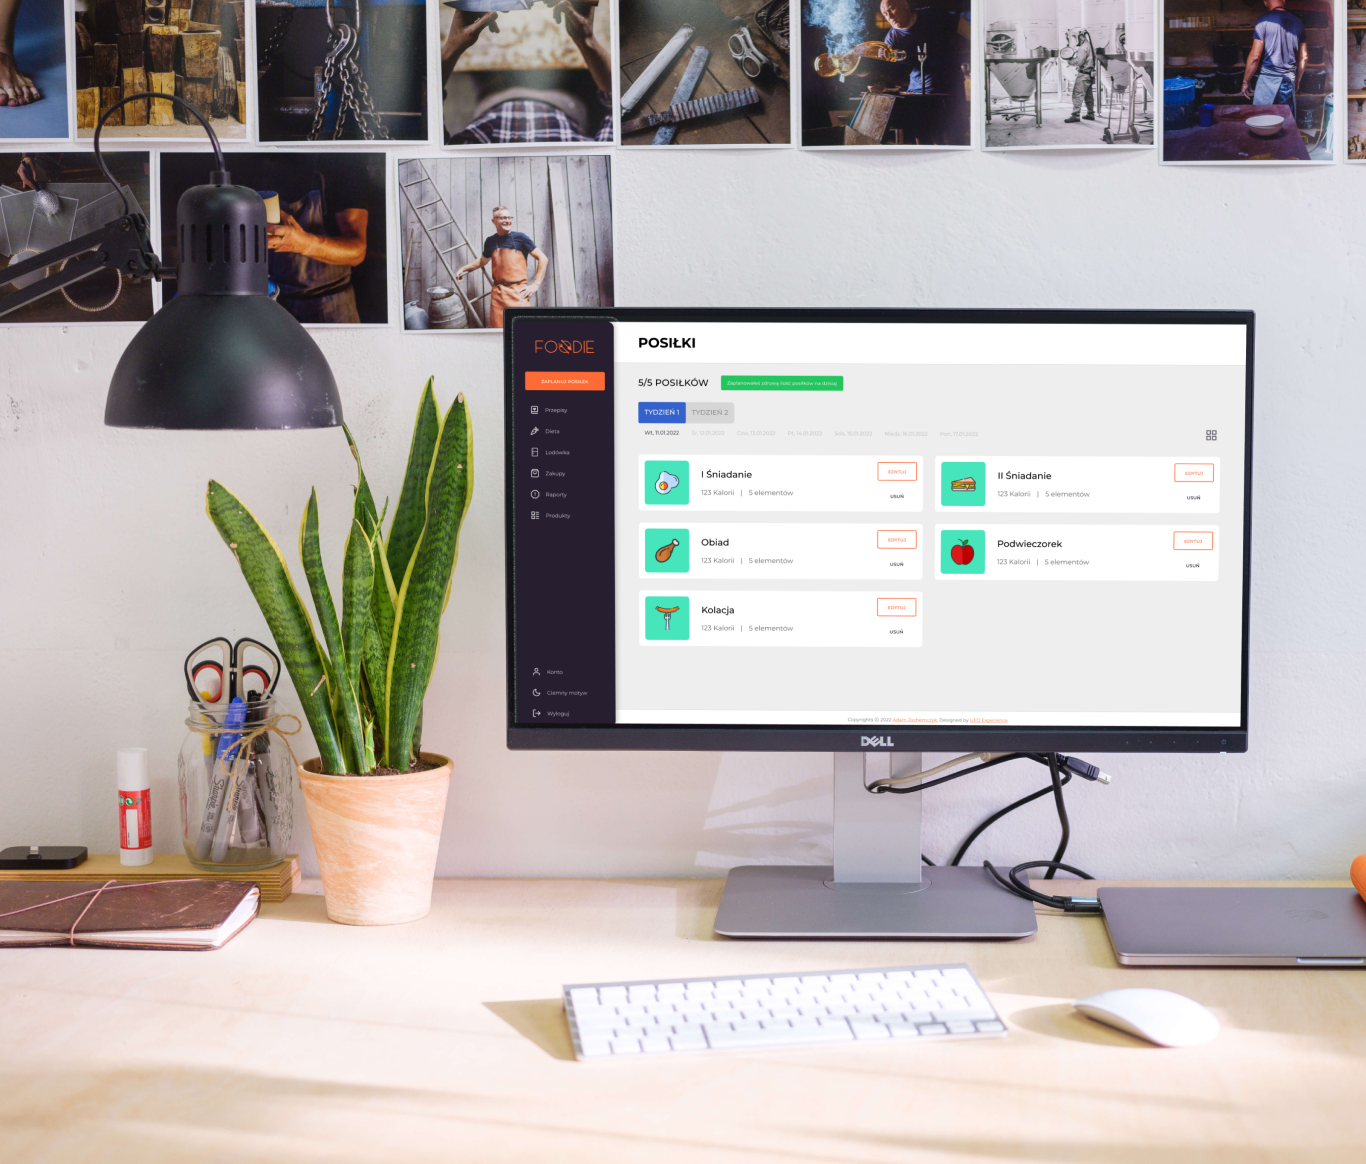 FOODIE
ZAPLANUJ POSIŁEK
Przepisy
Dieta
Lodówka
Zakupy
Raporty
Produkty
Konto
Ciemny motyw
Wyloguj
POSIŁKI
5/5 POSIŁKÓW
Zaplanowałeś zdrową ilość posiłków na dzisiaj
TYDZIEŃ 1 TYDZIEŃ 2
Wt, 11.01.2022 Śr, 12.01.2022 Czw, 13.01.2022 Pt, 14.01.2022 Sob, 15.01.2022 Niedz, 16.01.2022 Pon, 17.01.2022
I Śniadanie
123 Kalorii | 5 elementów
EDYTUJ
USUŃ
II Śniadanie
123 Kalorii | 5 elementów
EDYTUJ
USUŃ
Obiad
123 Kalorii | 5 elementów
EDYTUJ
USUŃ
Podwieczorek
123 Kalorii | 5 elementów
EDYTUJ
USUŃ
Kolacja
123 Kalorii | 5 elementów
EDYTUJ
USUŃ
Copyrights © 2022 Adam Designed by UFO Experience
DELL
Sharpie